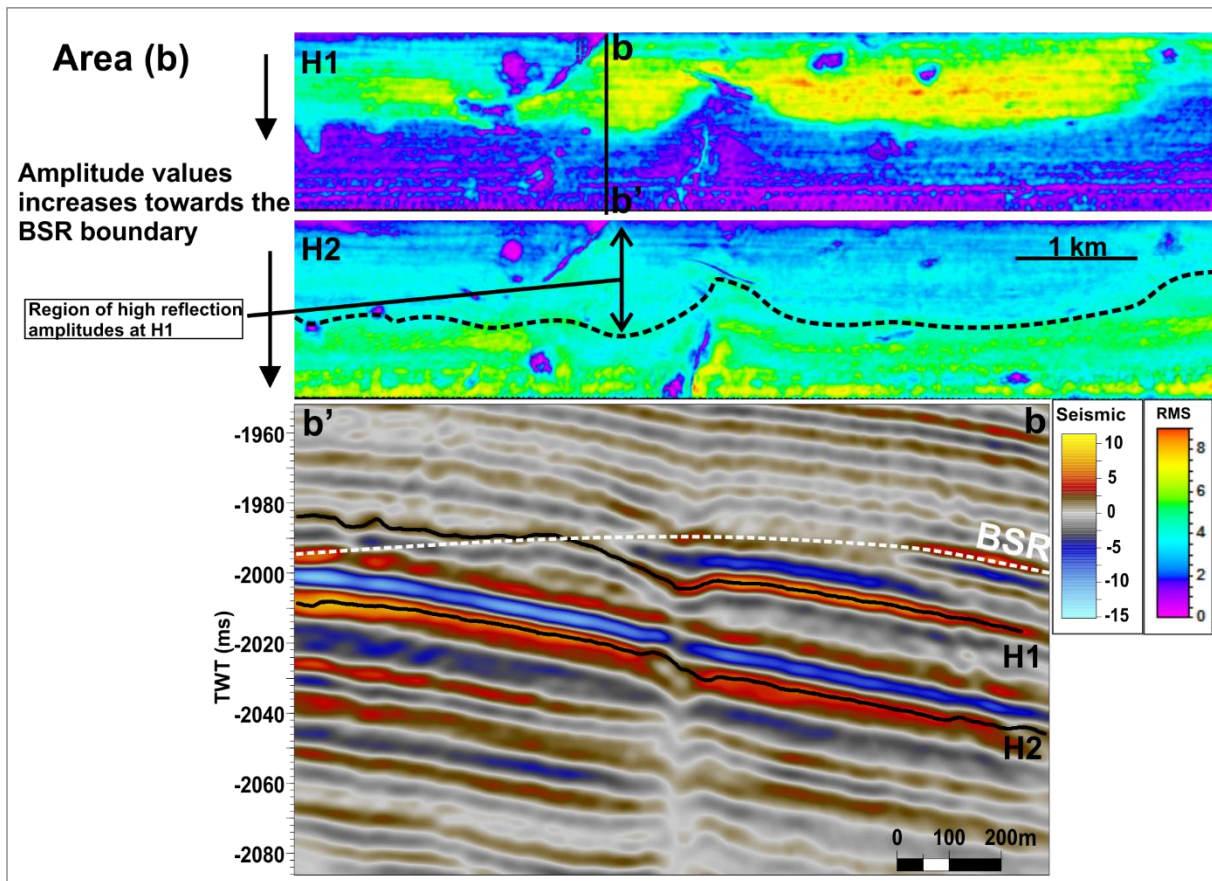 Area (b)
H1
b
Amplitude values
increases towards the
BSR boundary
b'
H2
1 km
Region of high reflection
amplitudes at H1
b'
b
Seismic
10
5
0
-5
-10
-15
RMS
8
6
4
2
0
-1960
-1980
-2000
-2020
-2040
-2060
-2080
TWT (ms)
BSR
H1
H2
0 100 200m